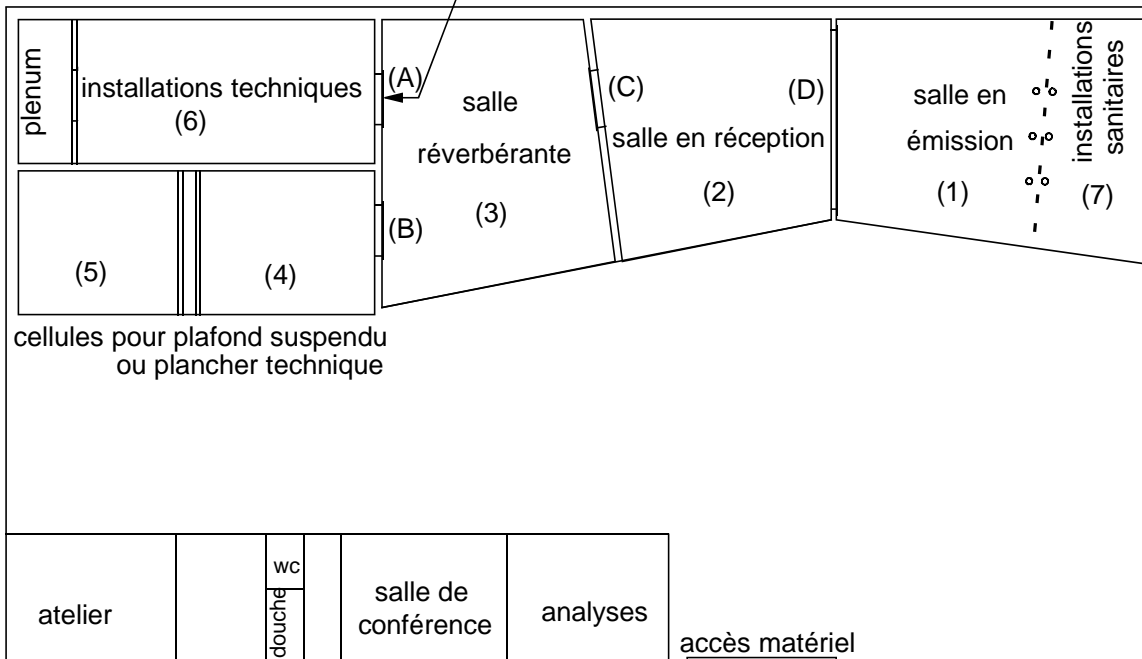 plenum
installations techniques
(6)
(A)
salle
réverbérante
(3)
(C)
salle en réception
(2)
(D)
salle en
émission
(1)
installations
sanitaires
(7)
(B)
(5)
(4)
cellules pour plafond suspendu
ou plancher technique
atelier
wc
douche
salle de
conférence
analyses
accès matériel